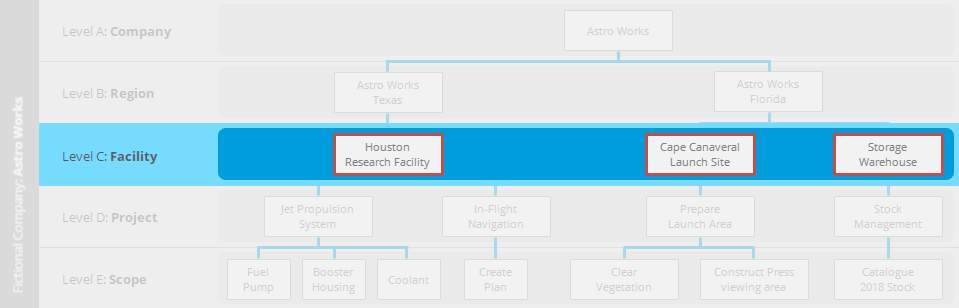 Fictional Company: Astro Works
Level A: Company
Astro Works
Level B: Region
Astro Works
Texas
Astro Works
Florida
Level C: Facility
Houston
Research Facility
Cape Canaveral
Launch Site
Storage
Warehouse
Level D: Project
Jet Propulsion
System
In-Flight
Navigation
Prepare
Launch Area
Stock
Management
Level E: Scope
Fuel
Pump
Booster
Housing
Coolant
Create
Plan
Clear
Vegetation
Construct Press
viewing area
Catalogue
2018 Stock